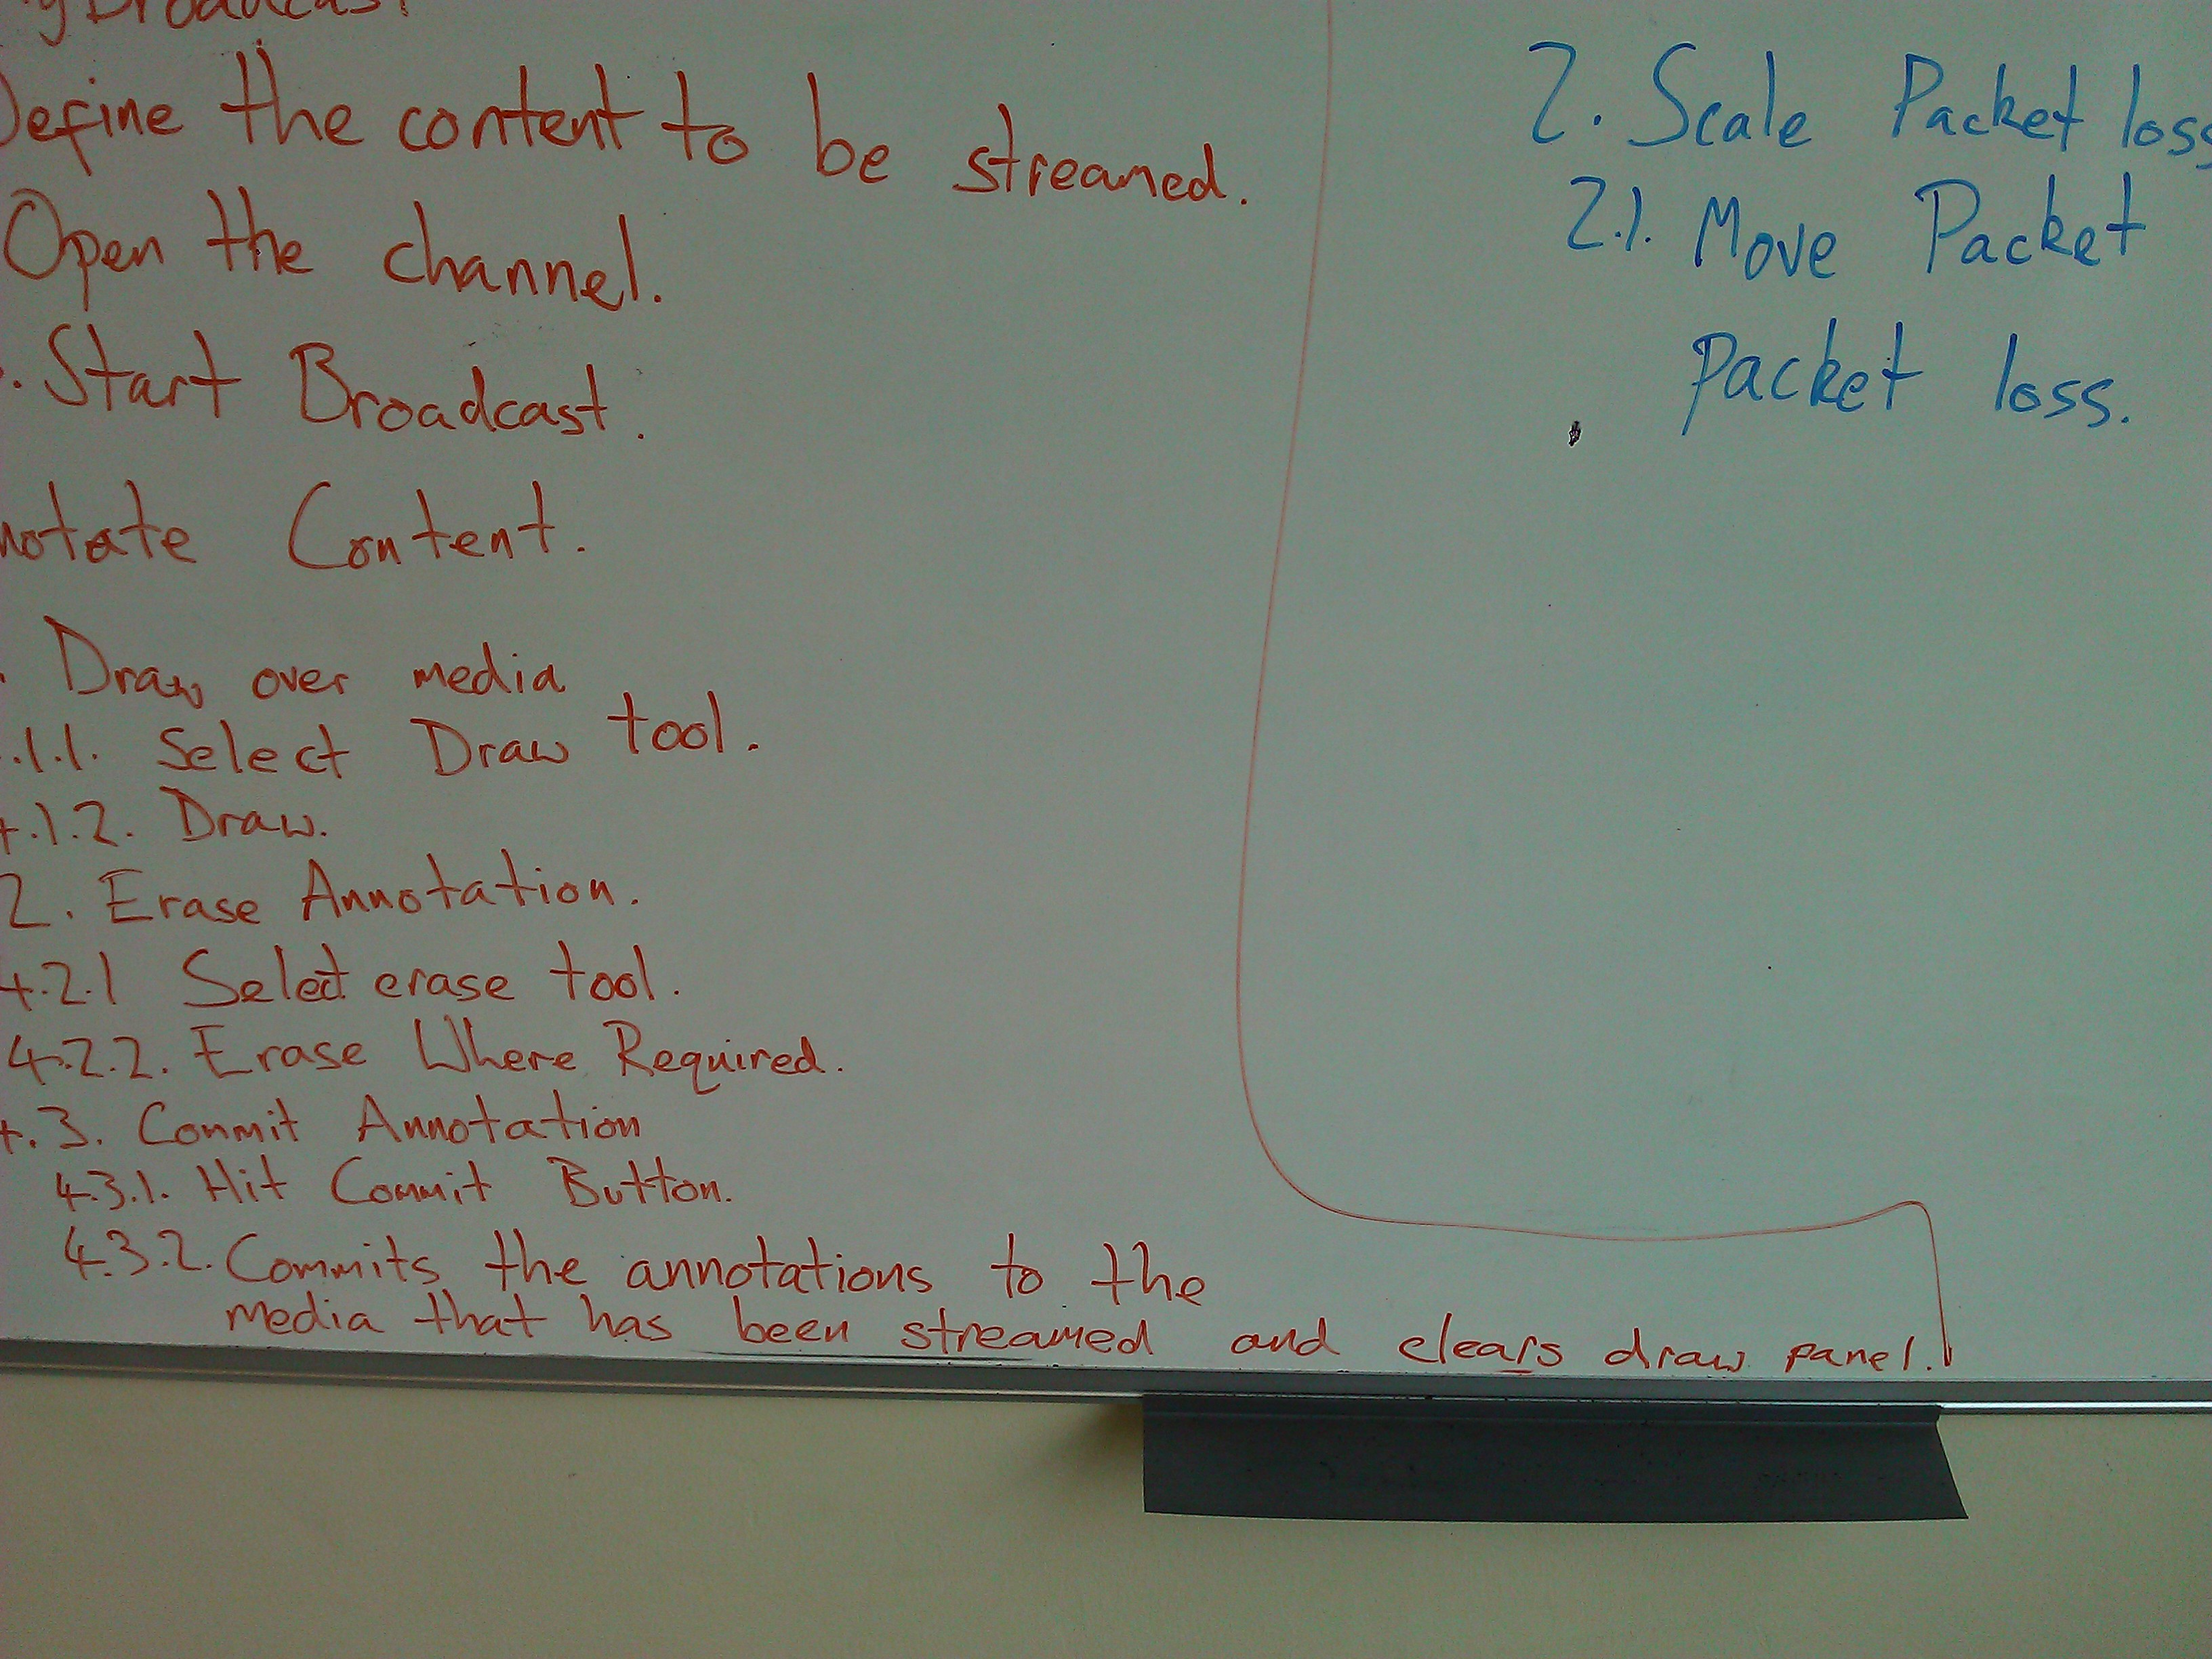 Define the content to be streamed.
Open the channel.
. Start Broadcast.
notate Content.
. Draw over media
.1.1. Select Draw tool.
4.1.2. Draw.
2. Erase Annotation.
4.2.1 Select erase tool.
4.2.2. Erase Where Required.
4.3. Commit Annotation
4.3.1. Hit Commit Button.
4.3.2. Commits the annotations to the
media that has been streamed and clears draw panel.
2. Scale Packet loss
2.1. Move Packet
Packet loss.